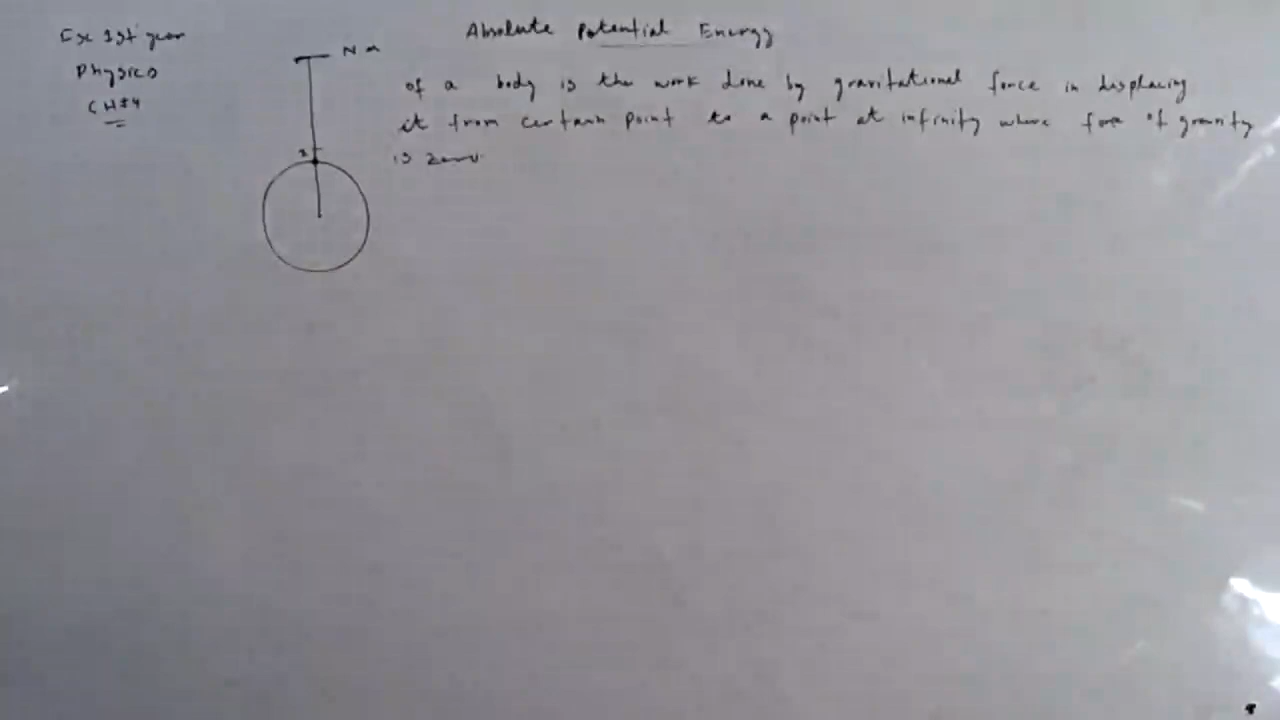 Fsc 1st year
Physics
CH#4
N ∞
1
Absolute Potential Energy
of a body is the work done by gravitational force in displacing
it from certain point to a point at infinity where force of gravity
is zero